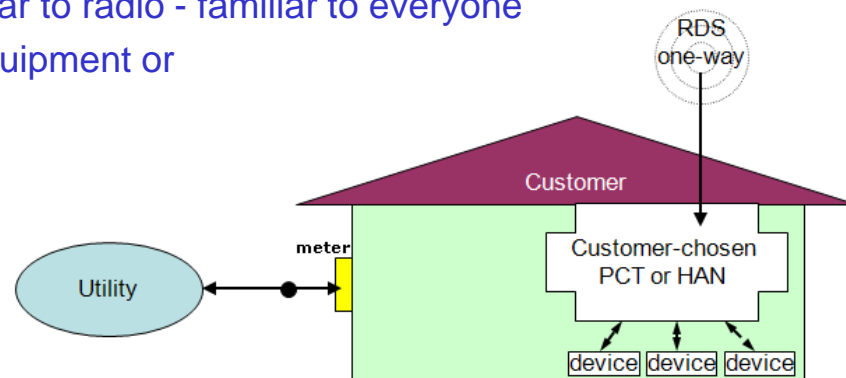 ar to radio - familiar to everyone
uipment or
RDS
one-way
Customer
meter
Customer-chosen
PCT or HAN
Utility
device device device